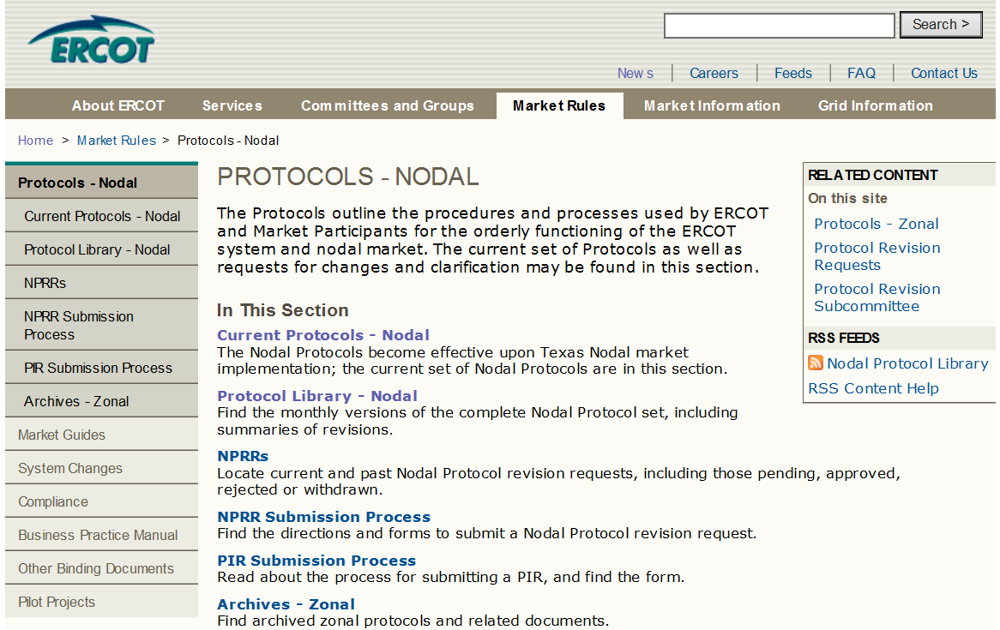 ERCOT
Search >
News | Careers | Feeds | FAQ | Contact Us
About ERCOT Services Committees and Groups Market Rules Market Information Grid Information
Home > Market Rules > Protocols - Nodal
Protocols - Nodal
Current Protocols - Nodal
Protocol Library - Nodal
NPRRs
NPRR Submission
Process
PIR Submission Process
Archives - Zonal
Market Guides
System Changes
Compliance
Business Practice Manual
Other Binding Documents
Pilot Projects
PROTOCOLS - NODAL
The Protocols outline the procedures and processes used by ERCOT
and Market Participants for the orderly functioning of the ERCOT
system and nodal market. The current set of Protocols as well as
requests for changes and clarification may be found in this section.
In This Section
Current Protocols - Nodal
The Nodal Protocols become effective upon Texas Nodal market
implementation; the current set of Nodal Protocols are in this section.
Protocol Library - Nodal
Find the monthly versions of the complete Nodal Protocol set, including
summaries of revisions.
NPRRs
Locate current and past Nodal Protocol revision requests, including those pending, approved,
rejected or withdrawn.
NPRR Submission Process
Find the directions and forms to submit a Nodal Protocol revision request.
PIR Submission Process
Read about the process for submitting a PIR, and find the form.
Archives - Zonal
Find archived zonal protocols and related documents.
RELATED CONTENT
On this site
Protocols - Zonal
Protocol Revision
Requests
Protocol Revision
Subcommittee
RSS FEEDS
Nodal Protocol Library
RSS Content Help